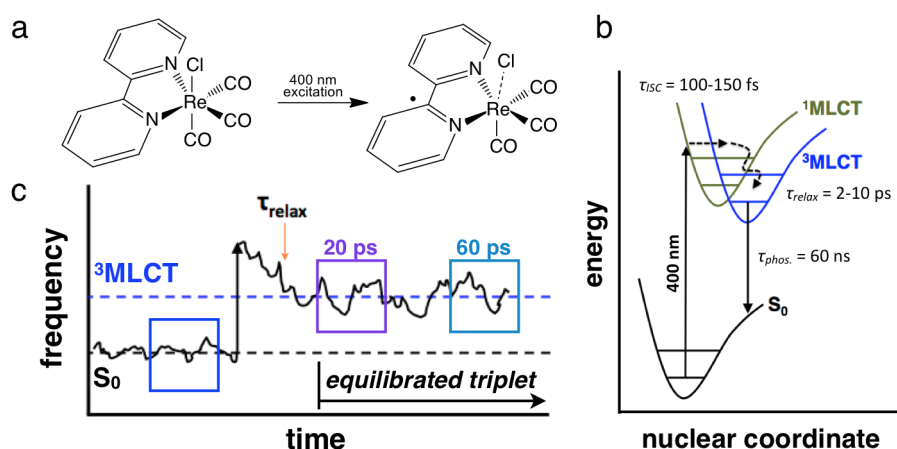 a
Cl
N
Re
CO
N
CO
CO
400 nm
excitation
Cl
N
Re
CO
N
CO
CO
b
τISC = 100-150 fs
¹MLCT
³MLCT
τrelax = 2-10 ps
τphos. = 60 ns
400 nm
S₀
energy
nuclear coordinate
c
τrelax
20 ps
60 ps
³MLCT
S₀
equilibrated triplet
frequency
time